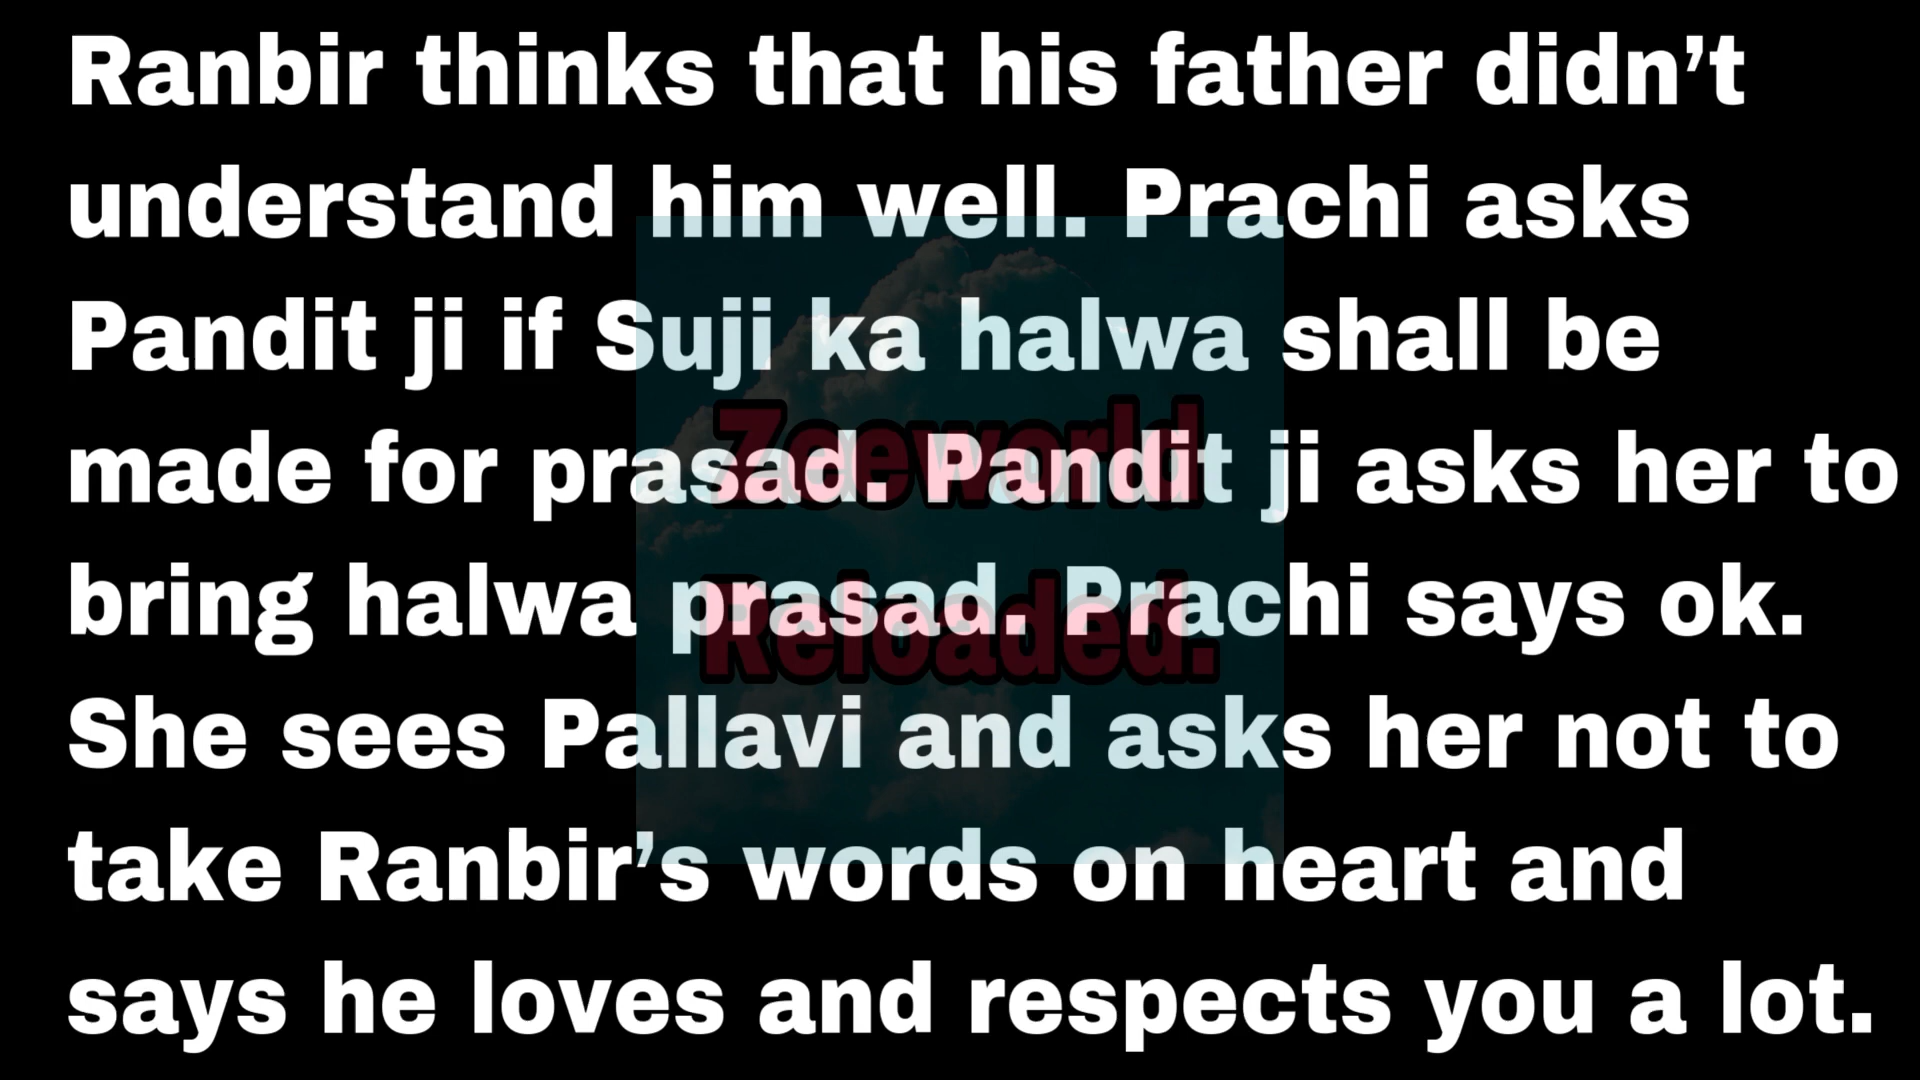 Ranbir thinks that his father didn’t
understand him well. Prachi asks
Pandit ji if Suji ka halwa shall be
made for prasad. Pandit ji asks her to
bring halwa prasad. Prachi says ok.
She sees Pallavi and asks her not to
take Ranbir’s words on heart and
says he loves and respects you a lot.
Zeeworld
Reloaded.